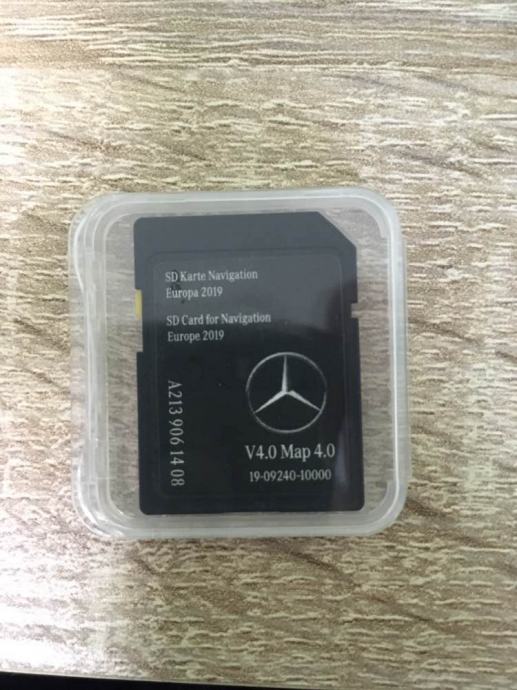 SD Karte Navigation
Europa 2019
SD Card for Navigation
Europe 2019
A213 906 14 08
V4.0 Map 4.0
19-09240-10000